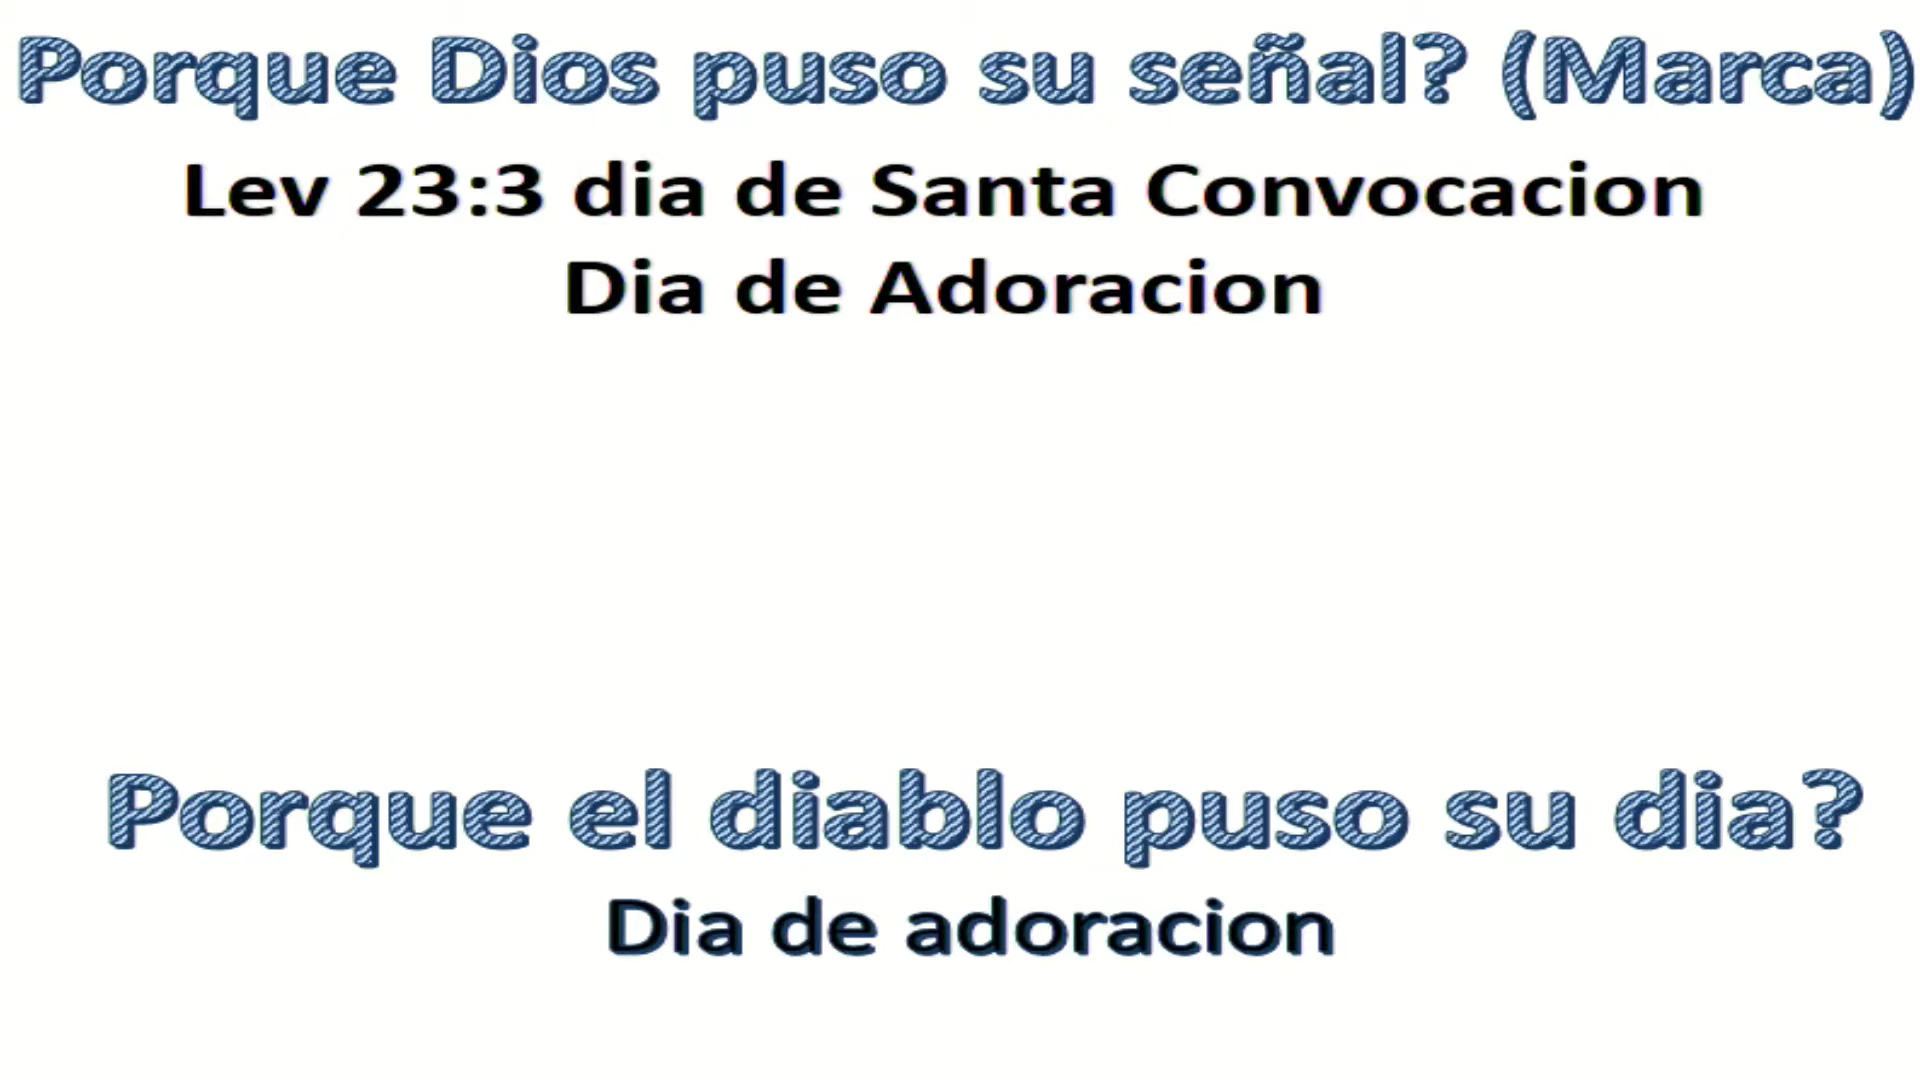 Porque Dios puso su señal? (Marca)
Lev 23:3 dia de Santa Convocacion
Dia de Adoracion
Porque el diablo puso su dia?
Dia de adoracion